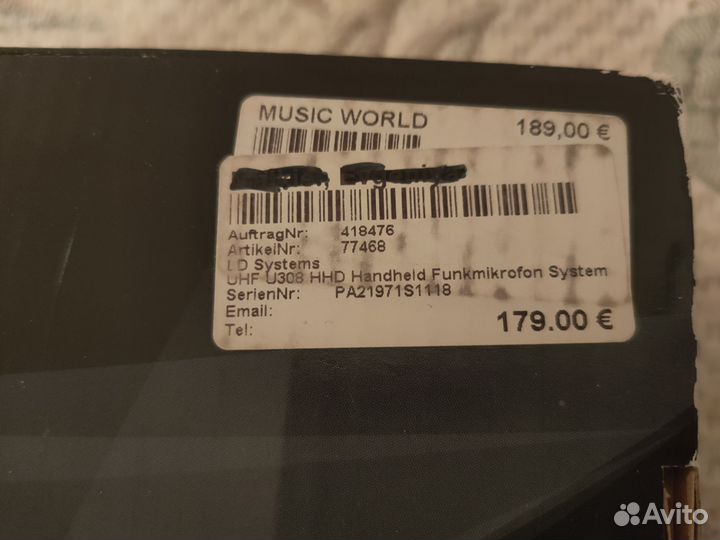 MUSIC WORLD
189,00 €
AuftragNr: 418476
ArtikelNr: 77468
LD Systems
UHF U308 HHD Handheld Funkmikrofon System
SerienNr: PA21971S1118
Email:
Tel:
179.00 €
Avito